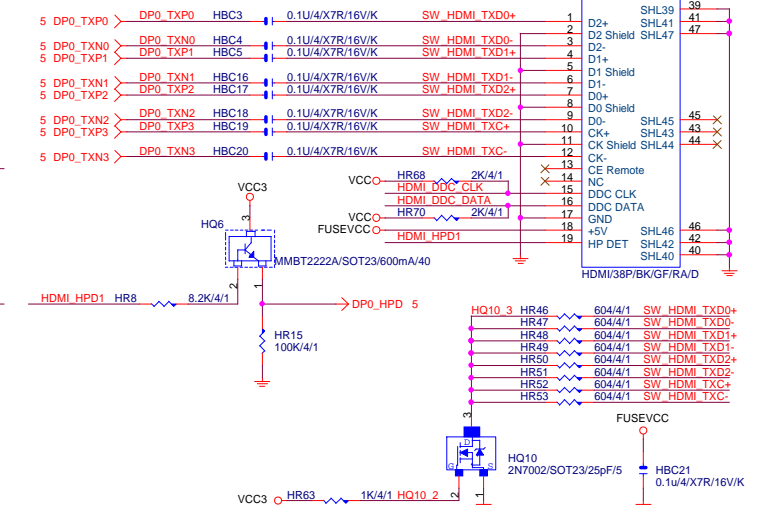 5 DP0_TXP0 DP0_TXP0 HBC3 0.1U/4/X7R/16V/K SW_HDMI_TXD0+
5 DP0_TXN0 DP0_TXN0 HBC4 0.1U/4/X7R/16V/K SW_HDMI_TXD0-
5 DP0_TXP1 DP0_TXP1 HBC5 0.1U/4/X7R/16V/K SW_HDMI_TXD1+
5 DP0_TXN1 DP0_TXN1 HBC16 0.1U/4/X7R/16V/K SW_HDMI_TXD1-
5 DP0_TXP2 DP0_TXP2 HBC17 0.1U/4/X7R/16V/K SW_HDMI_TXD2+
5 DP0_TXN2 DP0_TXN2 HBC18 0.1U/4/X7R/16V/K SW_HDMI_TXD2-
5 DP0_TXP3 DP0_TXP3 HBC19 0.1U/4/X7R/16V/K SW_HDMI_TXC+
5 DP0_TXN3 DP0_TXN3 HBC20 0.1U/4/X7R/16V/K SW_HDMI_TXC-
VCC HR68 2K/4/1
HDMI_DDC_CLK
HDMI_DDC_DATA
VCC HR70 2K/4/1
FUSEVCC
HDMI_HPD1
1 D2+
2 D2 Shield
3 D2-
4 D1+
5 D1 Shield
6 D1-
7 D0+
8 D0 Shield
9 D0-
10 CK+
11 CK Shield
12 CK-
13 CE Remote
14 NC
15 DDC CLK
16 DDC DATA
17 GND
18 +5V
19 HP DET
SHL39 39
SHL41 41
SHL47 47
SHL45 45
SHL43 43
SHL44 44
SHL46 46
SHL42 42
SHL40 40
HDMI/38P/BK/GF/RA/D
VCC3
3
HQ6
MMBT2222A/SOT23/600mA/40
2
1
HDMI_HPD1 HR8 8.2K/4/1
DP0_HPD 5
HR15
100K/4/1
HQ10_3 HR46 604/4/1 SW_HDMI_TXD0+
HR47 604/4/1 SW_HDMI_TXD0-
HR48 604/4/1 SW_HDMI_TXD1+
HR49 604/4/1 SW_HDMI_TXD1-
HR50 604/4/1 SW_HDMI_TXD2+
HR51 604/4/1 SW_HDMI_TXD2-
HR52 604/4/1 SW_HDMI_TXC+
HR53 604/4/1 SW_HDMI_TXC-
3
D
G
S
HQ10
2N7002/SOT23/25pF/5
2
1
VCC3 HR63 1K/4/1 HQ10_2
FUSEVCC
HBC21
0.1u/4/X7R/16V/K